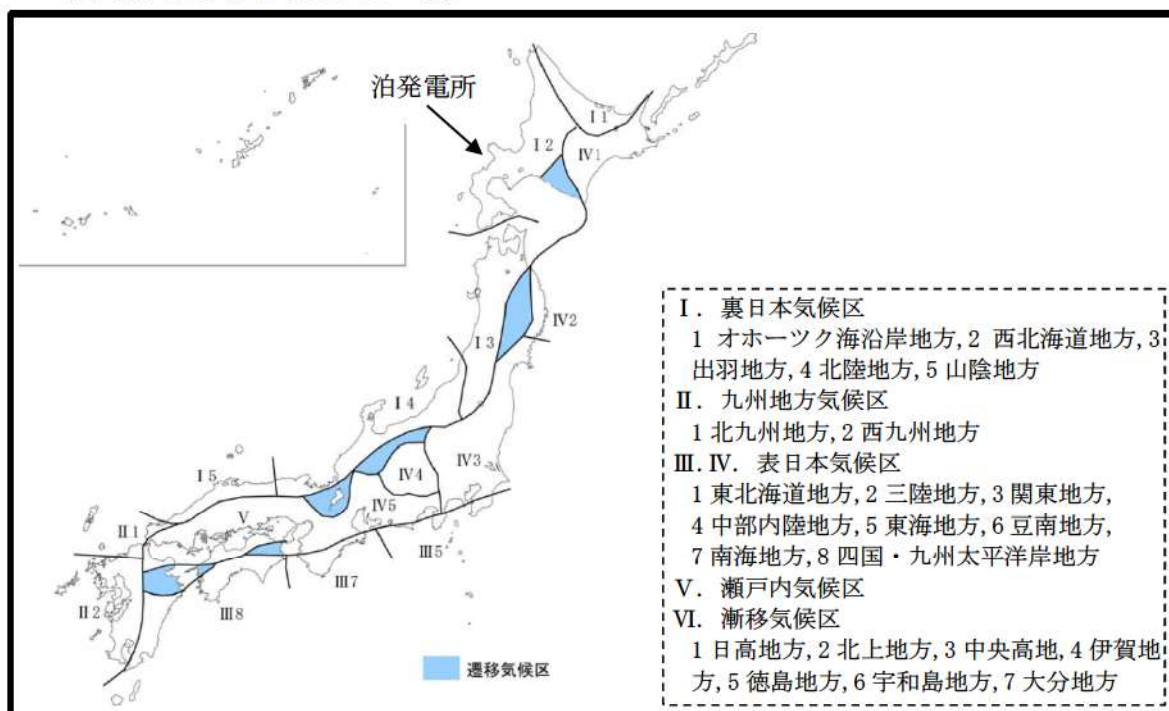 泊発電所
Ⅰ1
Ⅰ2
Ⅳ1
Ⅳ2
Ⅰ3
Ⅰ4
Ⅳ3
Ⅳ4
Ⅰ5
Ⅳ5
Ⅴ
Ⅱ1
Ⅲ5
Ⅲ7
Ⅱ2
Ⅲ8
遷移気候区
Ⅰ. 裏日本気候区
1 オホーツク海沿岸地方,2 西北海道地方,3
出羽地方,4 北陸地方,5 山陰地方
Ⅱ. 九州地方気候区
1 北九州地方,2 西九州地方
Ⅲ.Ⅳ. 表日本気候区
1 東北海道地方,2 三陸地方,3 関東地方,
4 中部内陸地方,5 東海地方,6 豆南地方,
7 南海地方,8 四国・九州太平洋岸地方
Ⅴ. 瀬戸内気候区
Ⅵ. 漸移気候区
1 日高地方,2 北上地方,3 中央高地,4 伊賀地
方,5 徳島地方,6 宇和島地方,7 大分地方